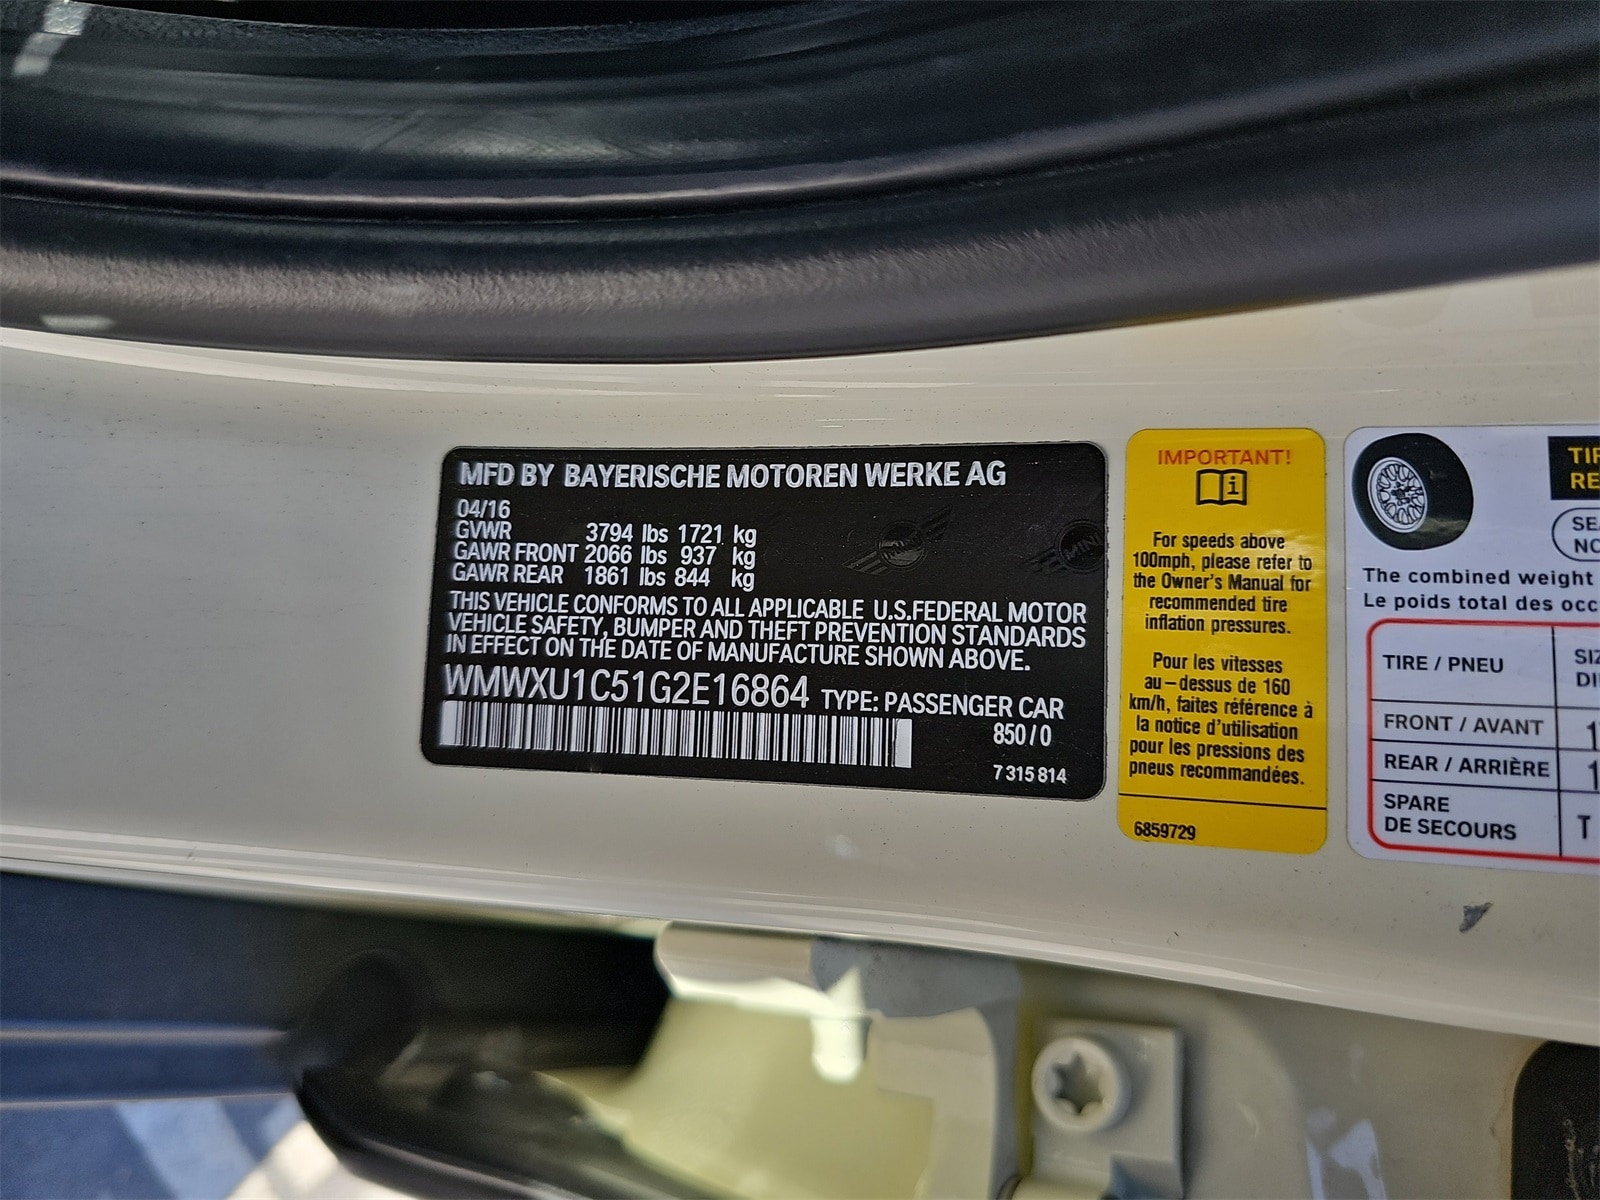 MFD BY BAYERISCHE MOTOREN WERKE AG
04/16
GVWR 3794 lbs 1721 kg
GAWR FRONT 2066 lbs 937 kg
GAWR REAR 1861 lbs 844 kg
THIS VEHICLE CONFORMS TO ALL APPLICABLE U.S.FEDERAL MOTOR
VEHICLE SAFETY, BUMPER AND THEFT PREVENTION STANDARDS
IN EFFECT ON THE DATE OF MANUFACTURE SHOWN ABOVE.
WMWXU1C51G2E16864 TYPE: PASSENGER CAR
850/0
7 315 814
MINI
MINI
IMPORTANT!
For speeds above
100mph, please refer to
the Owner's Manual for
recommended tire
inflation pressures.
Pour les vitesses
au-dessus de 160
km/h, faites référence à
la notice d'utilisation
pour les pressions des
pneus recommandées.
6859729
The combined weight
Le poids total des
TIRE / PNEU
FRONT / AVANT
REAR / ARRIÈRE
SPARE
DE SECOURS
T